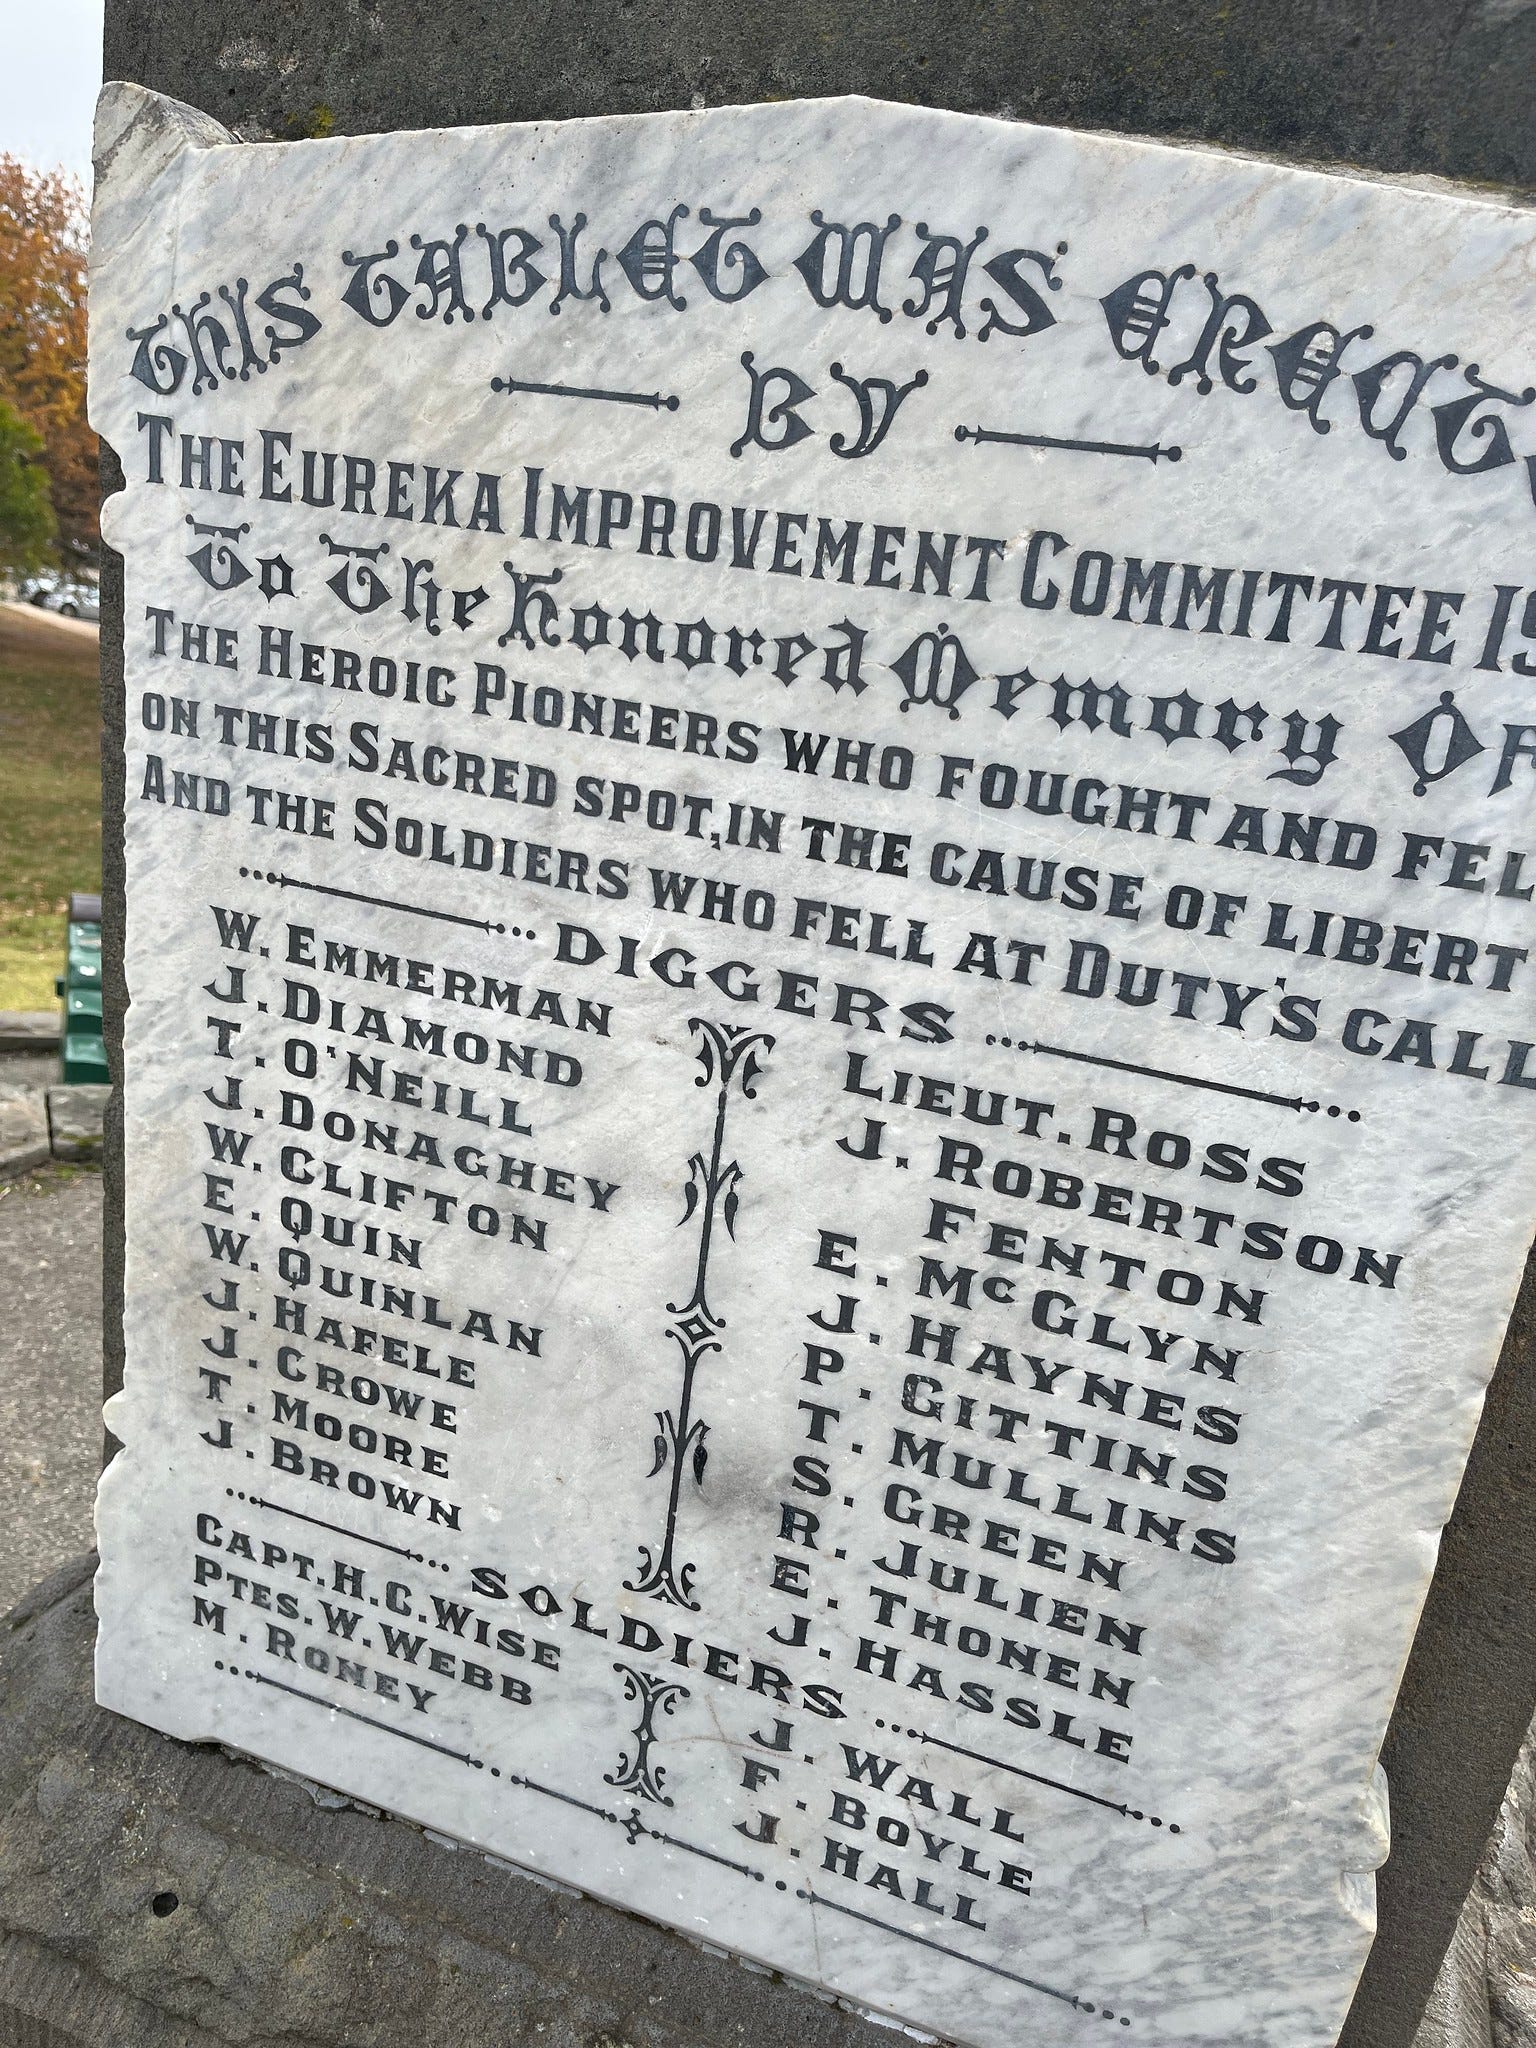 THIS TABLET WAS ERECT
BY
THE EUREKA IMPROVEMENT COMMITTEE
To The Honored Memory Of
THE HEROIC PIONEERS WHO FOUGHT AND FEL
ON THIS SACRED SPOT, IN THE CAUSE OF LIBERT
AND THE SOLDIERS WHO FELL AT DUTY'S CALL
DIGGERS
W. EMMERMAN
J. DIAMOND
T. O'NEILL
J. DONAGHEY
W. CLIFTON
E. QUIN
W. QUINLAN
J. HAFELE
J. CROWE
T. MOORE
J. BROWN
LIEUT. ROSS
J. ROBERTSON
FENTON
E. McGLYN
J. HAYNES
P. GITTINS
T. MULLINS
S. GREEN
R. JULIEN
E. THONEN
J. HASSLE
SOLDIERS
CAPT. H. C. WISE
PTES. W. WEBB
M. RONEY
J. WALL
F. BOYLE
J. HALL